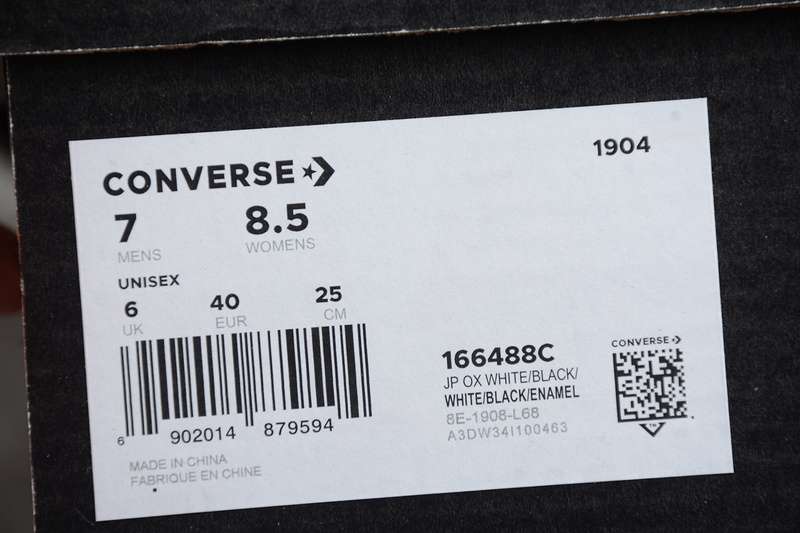 CONVERSE
1904
7 8.5
MENS WOMENS
UNISEX
6 40 25
UK EUR CM
6 902014 879594
MADE IN CHINA
FABRIQUE EN CHINE
166488C
JP OX WHITE/BLACK/
WHITE/BLACK/ENAMEL
8E-1908-L68
A3DW34I100463
CONVERSE
TM